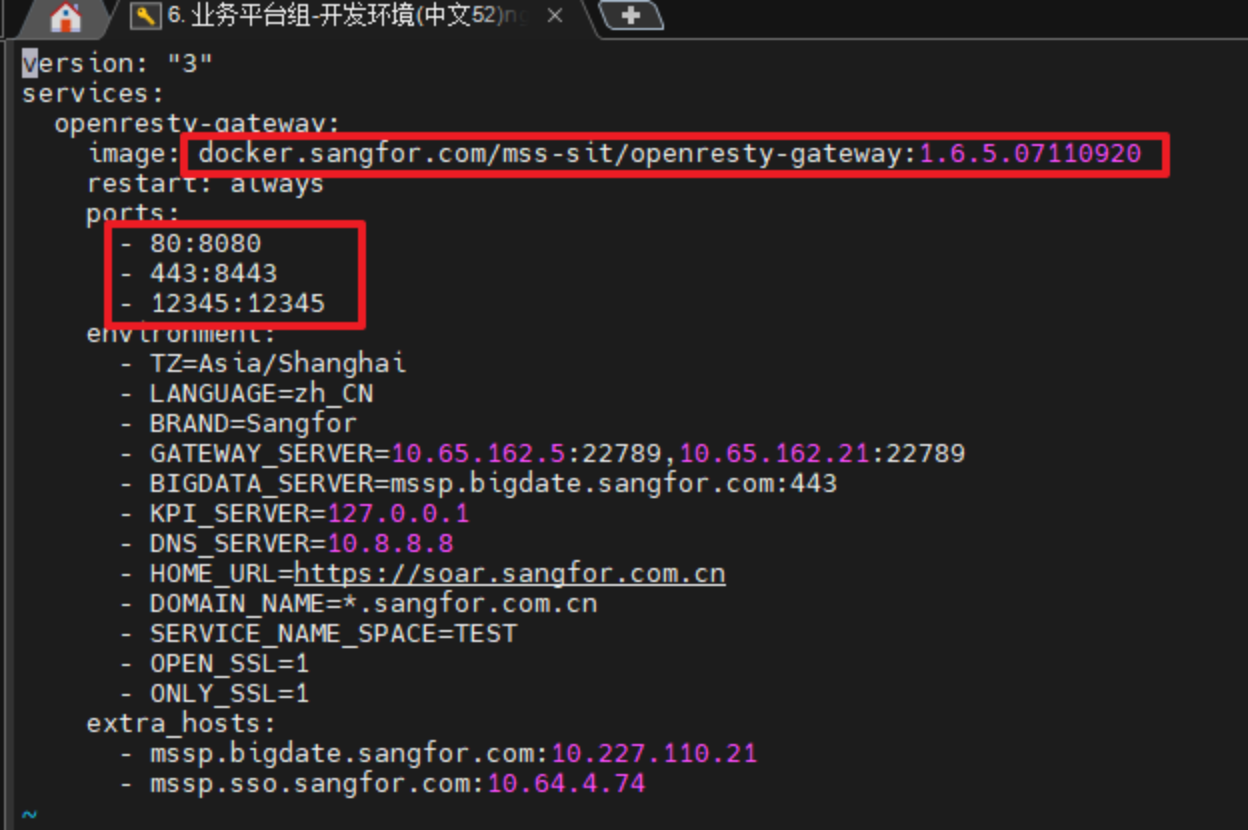 6. 业务平台组-开发环境(中文52)ng
version: "3"
services:
  openresty-gateway:
    image: docker.sangfor.com/mss-sit/openresty-gateway:1.6.5.07110920
    restart: always
    ports:
      - 80:8080
      - 443:8443
      - 12345:12345
    environment:
      - TZ=Asia/Shanghai
      - LANGUAGE=zh_CN
      - BRAND=Sangfor
      - GATEWAY_SERVER=10.65.162.5:22789,10.65.162.21:22789
      - BIGDATA_SERVER=mssp.bigdate.sangfor.com:443
      - KPI_SERVER=127.0.0.1
      - DNS_SERVER=10.8.8.8
      - HOME_URL=https://soar.sangfor.com.cn
      - DOMAIN_NAME=*.sangfor.com.cn
      - SERVICE_NAME_SPACE=TEST
      - OPEN_SSL=1
      - ONLY_SSL=1
    extra_hosts:
      - mssp.bigdate.sangfor.com:10.227.110.21
      - mssp.sso.sangfor.com:10.64.4.74
~